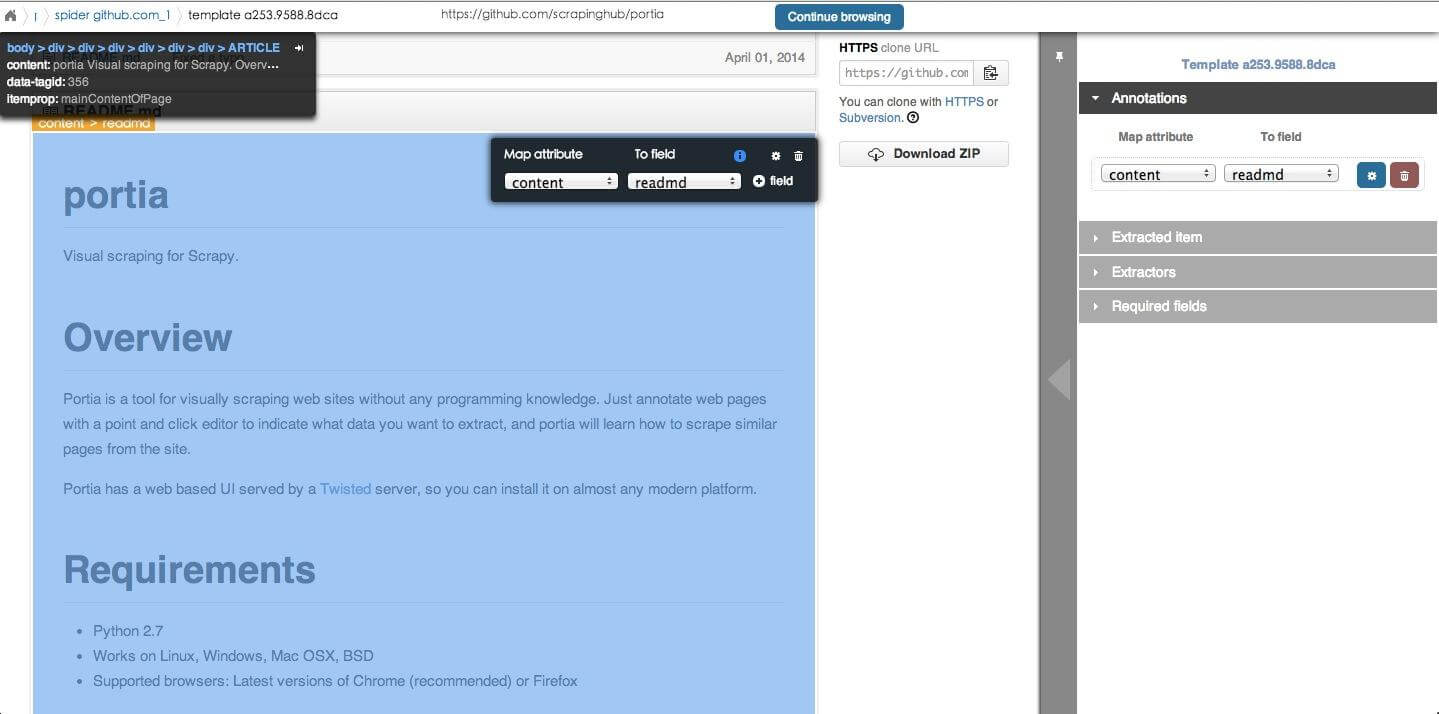 spider github.com_1 template a253.9588.8dca https://github.com/scrapinghub/portia Continue browsing
body > div > div > div > div > div > div > ARTICLE
content: portia Visual scraping for Scrapy. Overv...
data-tagid: 356
itemprop: mainContentOfPage
README.md
content > readmd
April 01, 2014
Map attribute To field
content readmd field
portia
Visual scraping for Scrapy.
Overview
Portia is a tool for visually scraping web sites without any programming knowledge. Just annotate web pages
with a point and click editor to indicate what data you want to extract, and portia will learn how to scrape similar
pages from the site.
Portia has a web based UI served by a Twisted server, so you can install it on almost any modern platform.
Requirements
Python 2.7
Works on Linux, Windows, Mac OSX, BSD
Supported browsers: Latest versions of Chrome (recommended) or Firefox
HTTPS clone URL
https://github.com
You can clone with HTTPS or
Subversion.
Download ZIP
Template a253.9588.8dca
Annotations
Map attribute To field
content readmd
Extracted item
Extractors
Required fields